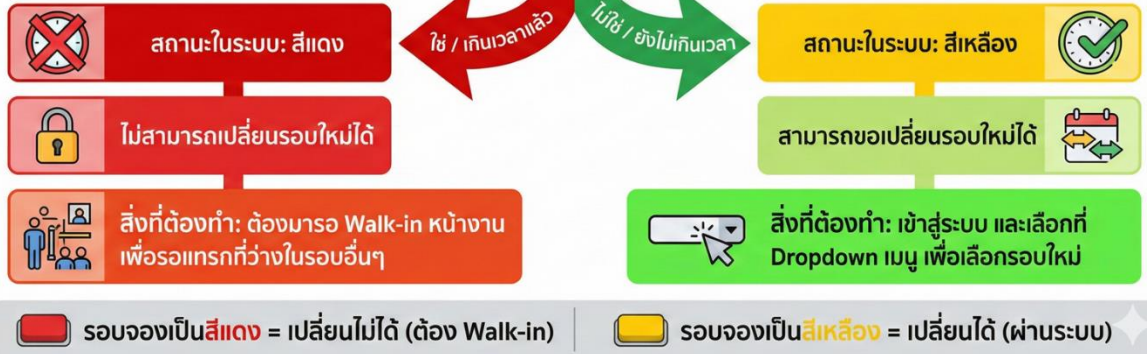 ใช่ / เกินเวลาแล้ว
ไม่ใช่ / ยังไม่เกินเวลา
สถานะในระบบ: สีแดง
สถานะในระบบ: สีเหลือง
ไม่สามารถเปลี่ยนรอบใหม่ได้
สามารถขอเปลี่ยนรอบใหม่ได้
สิ่งที่ต้องทำ: ต้องมารอ Walk-in หน้างาน
เพื่อรอแทรกที่ว่างในรอบอื่นๆ
สิ่งที่ต้องทำ: เข้าสู่ระบบ และเลือกที่
Dropdown เมนู เพื่อเลือกรอบใหม่
รอบจองเป็นสีแดง = เปลี่ยนไม่ได้ (ต้อง Walk-in)
รอบจองเป็นสีเหลือง = เปลี่ยนได้ (ผ่านระบบ)